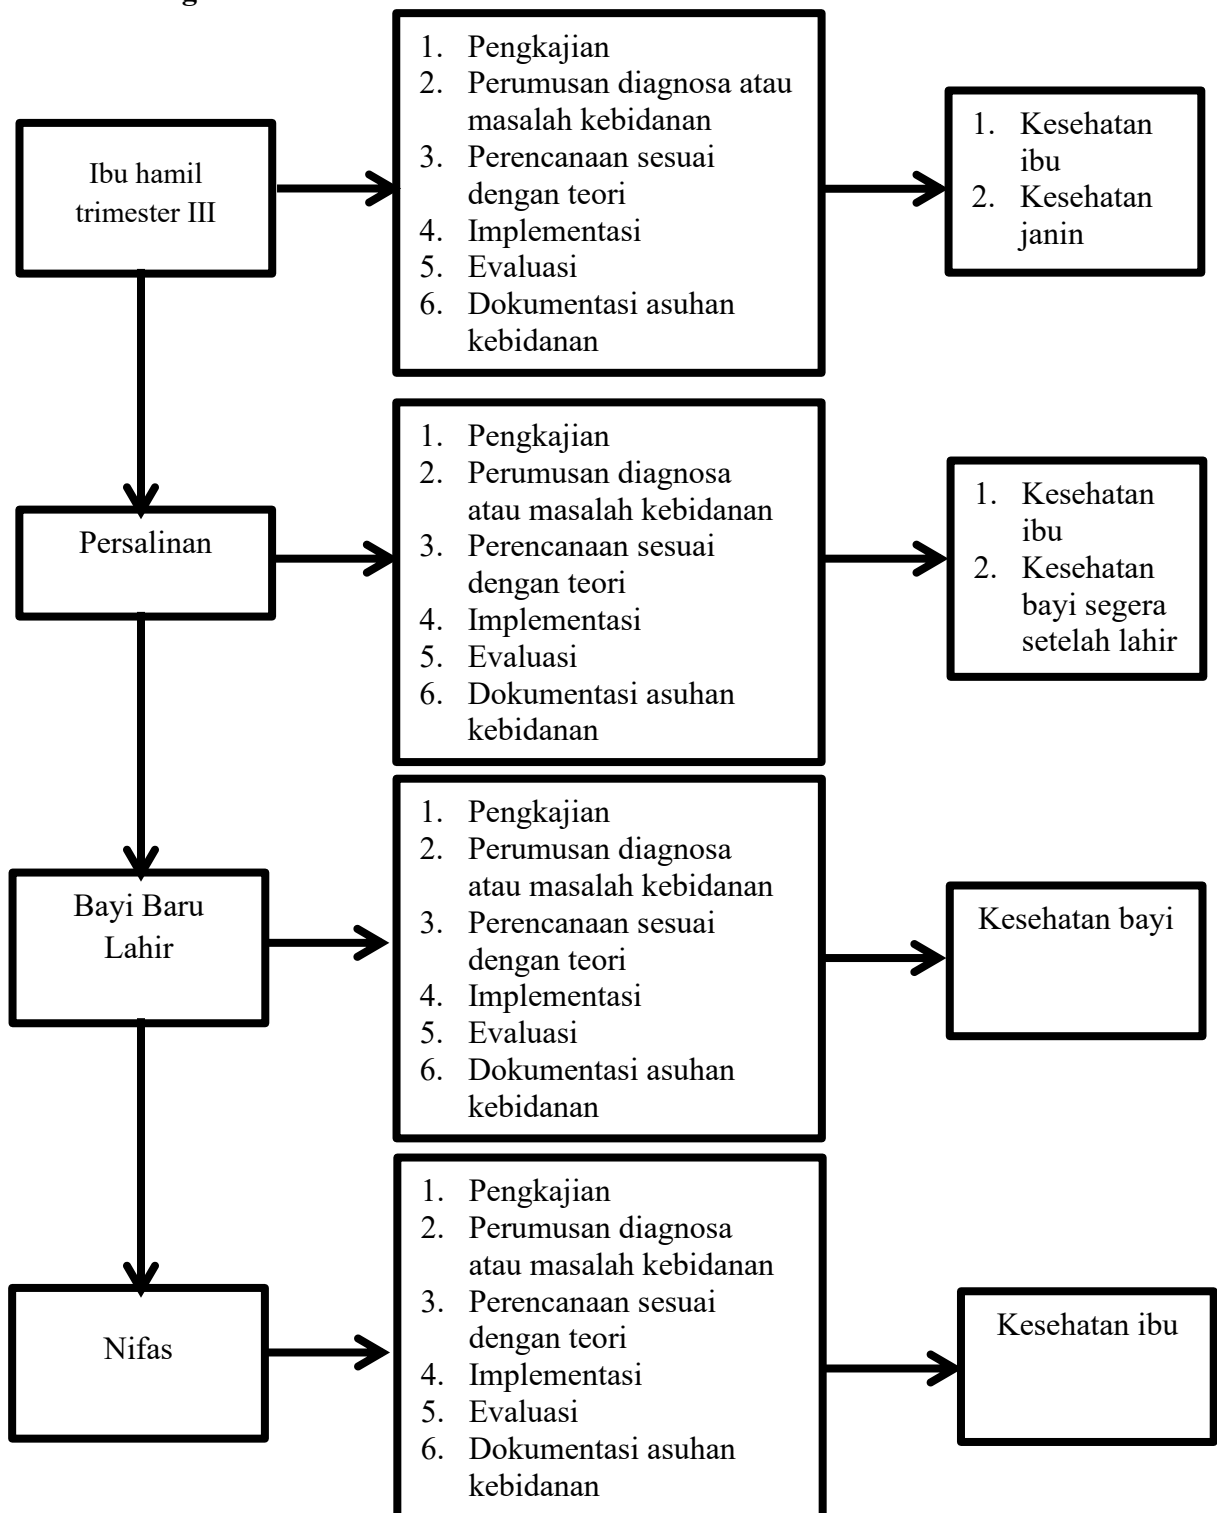 Ibu hamil
trimester III
1. Pengkajian
2. Perumusan diagnosa atau
masalah kebidanan
3. Perencanaan sesuai
dengan teori
4. Implementasi
5. Evaluasi
6. Dokumentasi asuhan
kebidanan
1. Kesehatan
ibu
2. Kesehatan
janin
Persalinan
1. Pengkajian
2. Perumusan diagnosa
atau masalah kebidanan
3. Perencanaan sesuai
dengan teori
4. Implementasi
5. Evaluasi
6. Dokumentasi asuhan
kebidanan
1. Kesehatan
ibu
2. Kesehatan
bayi segera
setelah lahir
Bayi Baru
Lahir
1. Pengkajian
2. Perumusan diagnosa
atau masalah kebidanan
3. Perencanaan sesuai
dengan teori
4. Implementasi
5. Evaluasi
6. Dokumentasi asuhan
kebidanan
Kesehatan bayi
Nifas
1. Pengkajian
2. Perumusan diagnosa
atau masalah kebidanan
3. Perencanaan sesuai
dengan teori
4. Implementasi
5. Evaluasi
6. Dokumentasi asuhan
kebidanan
Kesehatan ibu